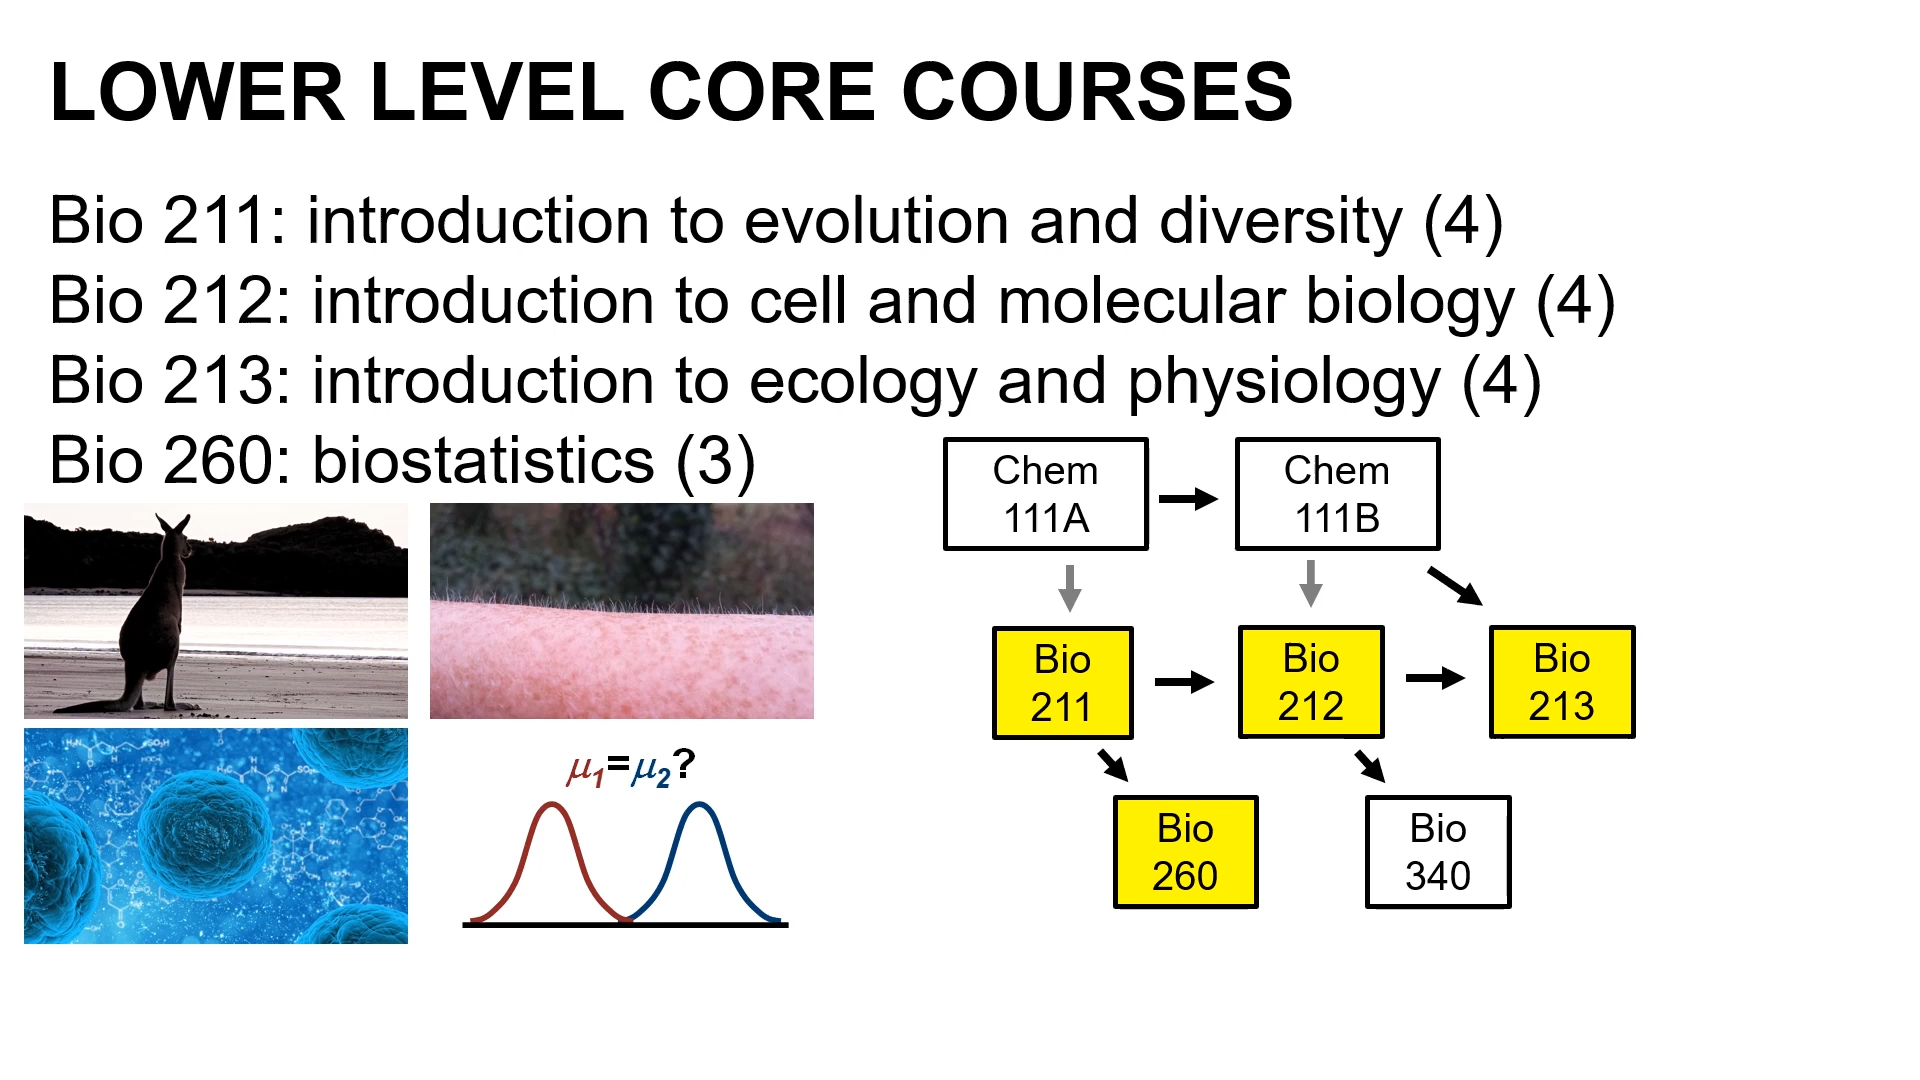 LOWER LEVEL CORE COURSES
Bio 211: introduction to evolution and diversity (4)
Bio 212: introduction to cell and molecular biology (4)
Bio 213: introduction to ecology and physiology (4)
Bio 260: biostatistics (3)
Chem
111A
Chem
111B
Bio
211
Bio
212
Bio
213
Bio
260
Bio
340
μ1=μ2?